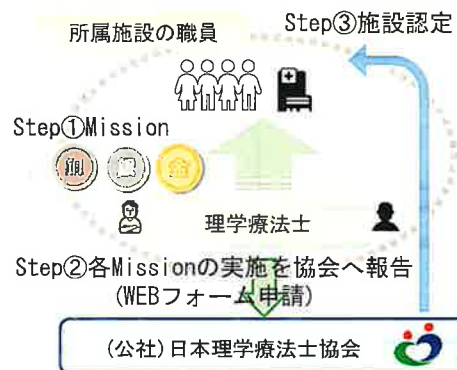 所属施設の職員
Step③施設認定
Step①Mission
銅
銀
金
理学療法士
Step②各Missionの実施を協会へ報告
(WEBフォーム申請)
(公社)日本理学療法士協会